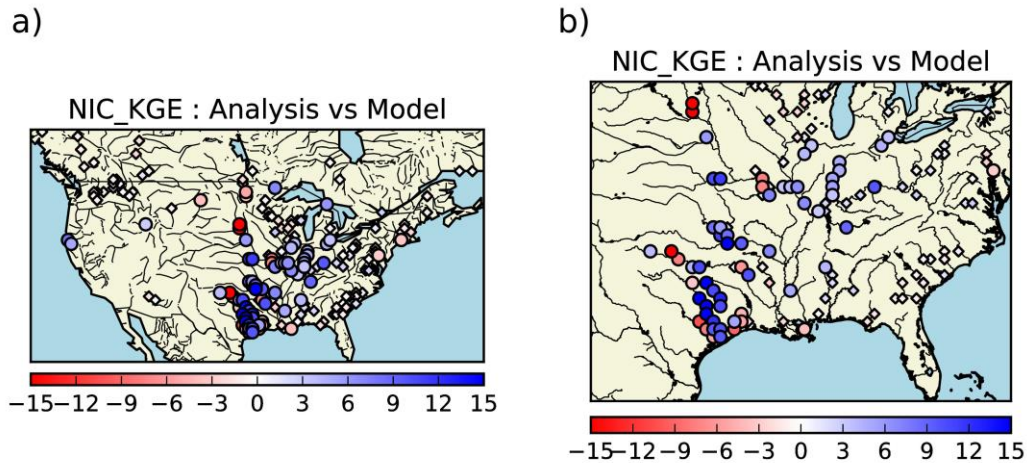 a)
NIC_KGE : Analysis vs Model
−15 −12 −9 −6 −3 0 3 6 9 12 15
b)
NIC_KGE : Analysis vs Model
−15 −12 −9 −6 −3 0 3 6 9 12 15